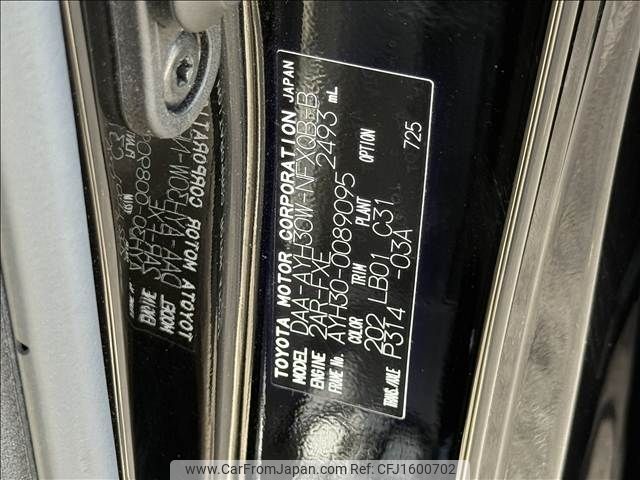 TOYOTA MOTOR CORPORATION JAPAN
MODEL DAA-AYH30W-NFXQB-B
ENGINE 2AR-FXE 2493 mL
FRAME No. AYH30-0089095
COLOR TRIM PLANT OPTION
202 LB01 C31 725
TRANS./AXLE P314 -03A
www.CarFromJapan.com | Ref. No: CFJ1600702